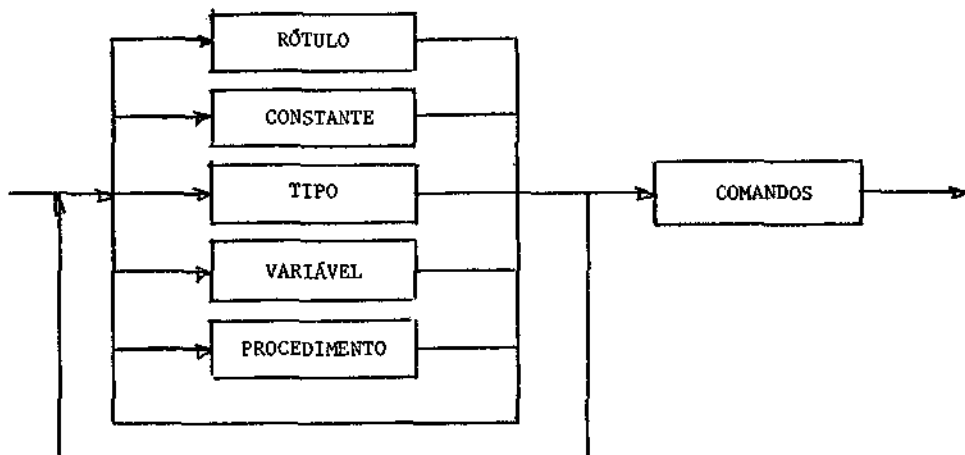 RÓTULO
CONSTANTE
TIPO
COMANDOS
VARIÁVEL
PROCEDIMENTO